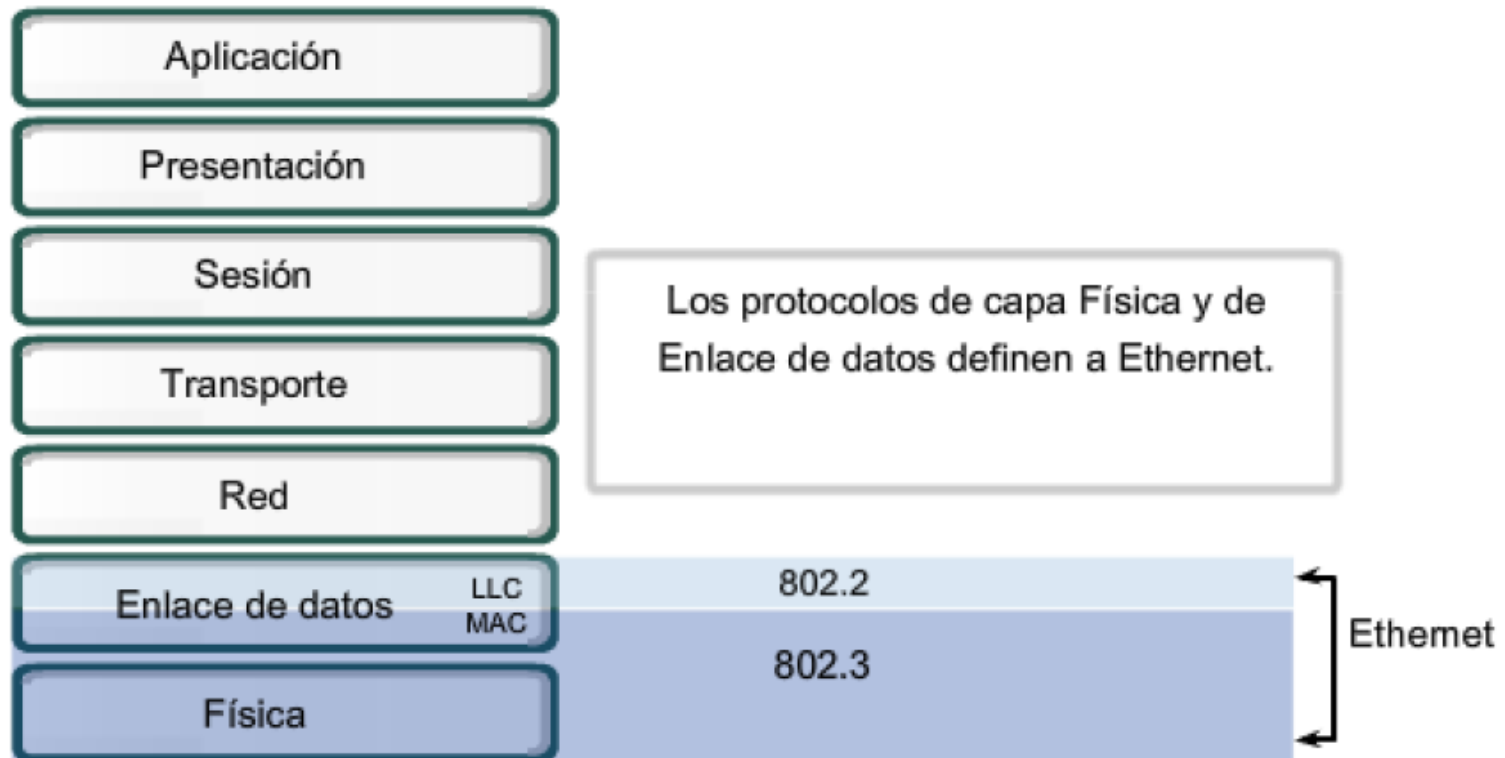 Aplicación
Presentación
Sesión
Transporte
Red
Enlace de datos
LLC
MAC
Física
Los protocolos de capa Física y de
Enlace de datos definen a Ethernet.
802.2
802.3
Ethernet